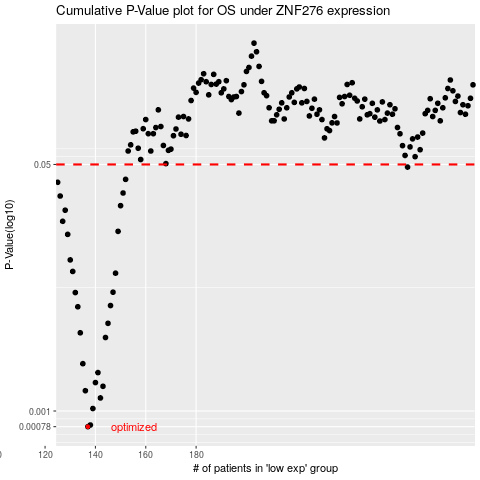 Cumulative P-Value plot for OS under ZNF276 expression
P-Value(log10)
0.05
0.001
0.00078
optimized
0 120 140 160 180
# of patients in 'low exp' group